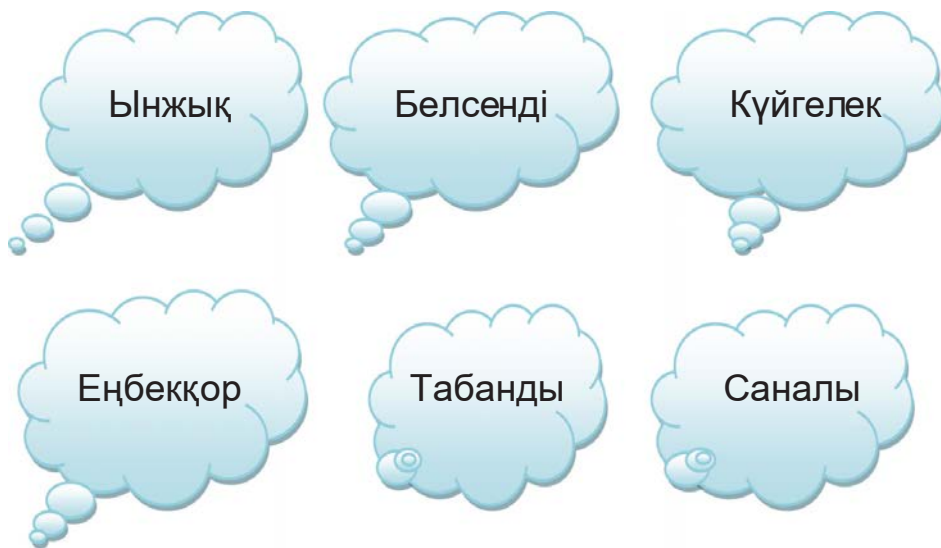 Ынжық
Белсенді
Күйгелек
Еңбекқор
Табанды
Саналы